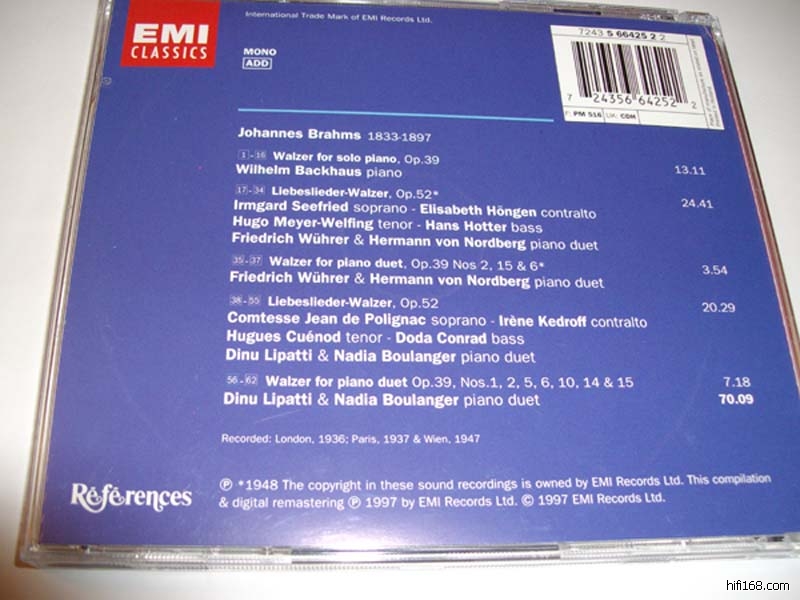 EMI
CLASSICS
International Trade Mark of EMI Records Ltd.
MONO
ADD
7243 5 66425 2 2
7 24356 64252 2
F: PM 516 UK: CDM
Johannes Brahms 1833-1897
1-16 Walzer for solo piano, Op.39
Wilhelm Backhaus piano 13.11
17-34 Liebeslieder-Walzer, Op.52*
Irmgard Seefried soprano - Elisabeth Höngen contralto 24.41
Hugo Meyer-Welfing tenor - Hans Hotter bass
Friedrich Wührer & Hermann von Nordberg piano duet
35-37 Walzer for piano duet, Op.39 Nos 2, 15 & 6* 3.54
Friedrich Wührer & Hermann von Nordberg piano duet
38-55 Liebeslieder-Walzer, Op.52 20.29
Comtesse Jean de Polignac soprano - Irène Kedroff contralto
Hugues Cuénod tenor - Doda Conrad bass
Dinu Lipatti & Nadia Boulanger piano duet
56-62 Walzer for piano duet Op.39, Nos.1, 2, 5, 6, 10, 14 & 15 7.18
Dinu Lipatti & Nadia Boulanger piano duet 70.09
Recorded: London, 1936; Paris, 1937 & Wien, 1947
Références
℗ *1948 The copyright in these sound recordings is owned by EMI Records Ltd. This compilation
& digital remastering ℗ 1997 by EMI Records Ltd. © 1997 EMI Records Ltd.
hifi168.com